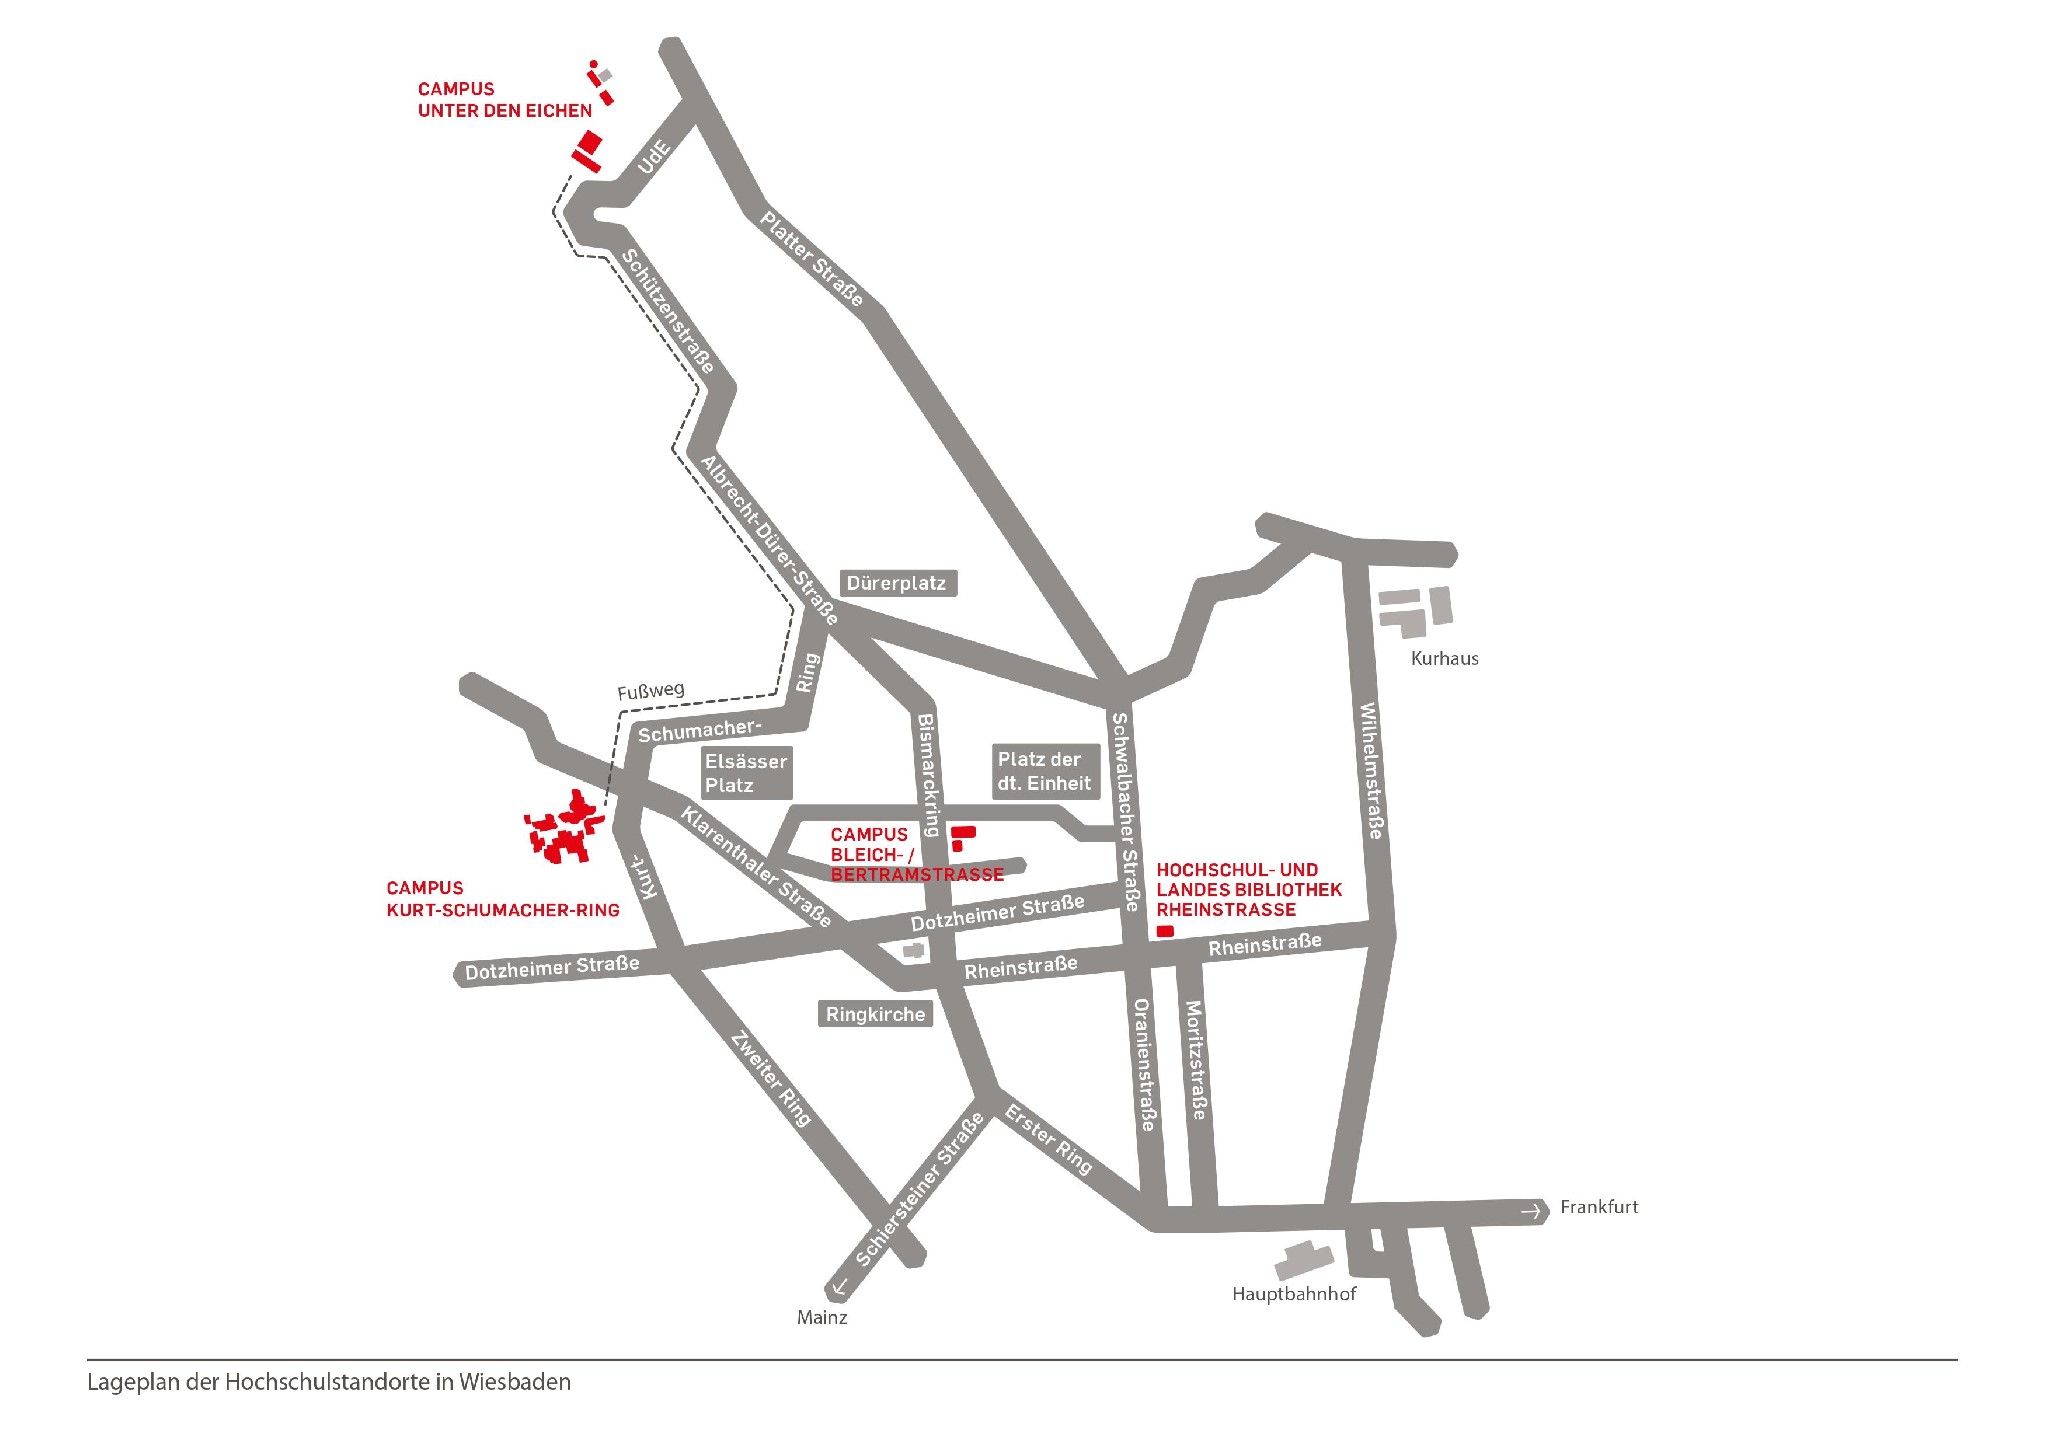 CAMPUS
UNTER DEN EICHEN
UdE
Platter Straße
Schützenstraße
Albrecht-Dürer-Straße
Dürerplatz
Ring
Kurhaus
Fußweg
Schumacher-
Elsässer
Platz
Bismarckring
Platz der
dt. Einheit
Schwalbacher Straße
Wilhelmstraße
Klarenthaler Straße
CAMPUS
BLEICH- /
BERTRAMSTRASSE
Kurt-
HOCHSCHUL- UND
LANDES BIBLIOTHEK
RHEINSTRASSE
CAMPUS
KURT-SCHUMACHER-RING
Dotzheimer Straße
Dotzheimer Straße
Rheinstraße
Rheinstraße
Ringkirche
Oranienstraße
Moritzstraße
Zweiter Ring
Erster Ring
Schiersteiner Straße
→ Frankfurt
Hauptbahnhof
←
Mainz
Lageplan der Hochschulstandorte in Wiesbaden